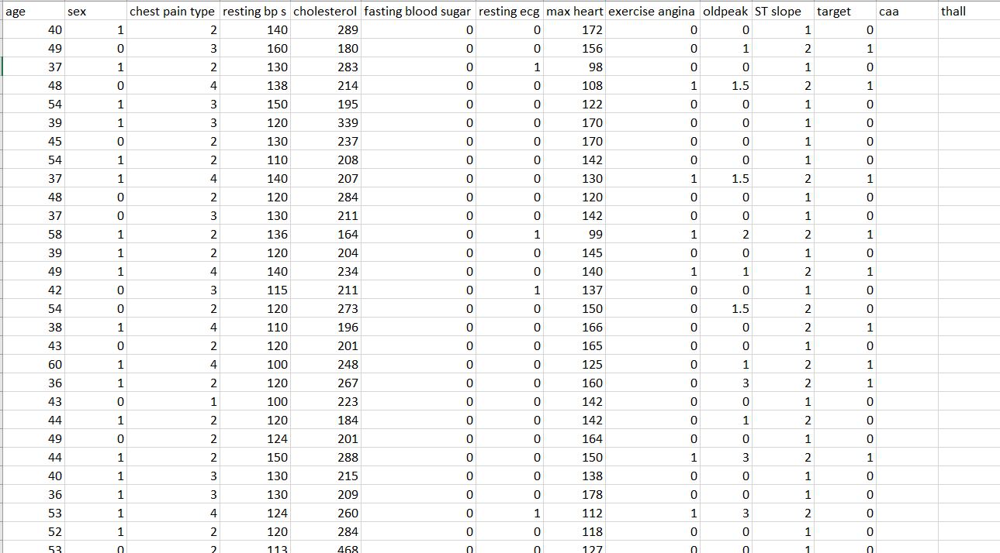 age sex chest pain type resting bp s cholesterol fasting blood sugar resting ecg max heart exercise angina oldpeak ST slope target caa thall
40 1 2 140 289 0 0 172 0 0 1 0
49 0 3 160 180 0 0 156 0 1 2 1
37 1 2 130 283 0 1 98 0 0 1 0
48 0 4 138 214 0 0 108 1 1.5 2 1
54 1 3 150 195 0 0 122 0 0 1 0
39 1 3 120 339 0 0 170 0 0 1 0
45 0 2 130 237 0 0 170 0 0 1 0
54 1 2 110 208 0 0 142 0 0 1 0
37 1 4 140 207 0 0 130 1 1.5 2 1
48 0 2 120 284 0 0 120 0 0 1 0
37 0 3 130 211 0 0 142 0 0 1 0
58 1 2 136 164 0 1 99 1 2 2 1
39 1 2 120 204 0 0 145 0 0 1 0
49 1 4 140 234 0 0 140 1 1 2 1
42 0 3 115 211 0 1 137 0 0 1 0
54 0 2 120 273 0 0 150 0 1.5 2 0
38 1 4 110 196 0 0 166 0 0 2 1
43 0 2 120 201 0 0 165 0 0 1 0
60 1 4 100 248 0 0 125 0 1 2 1
36 1 2 120 267 0 0 160 0 3 2 1
43 0 1 100 223 0 0 142 0 0 1 0
44 1 2 120 184 0 0 142 0 1 2 0
49 0 2 124 201 0 0 164 0 0 1 0
44 1 2 150 288 0 0 150 1 3 2 1
40 1 3 130 215 0 0 138 0 0 1 0
36 1 3 130 209 0 0 178 0 0 1 0
53 1 4 124 260 0 1 112 1 3 2 0
52 1 2 120 284 0 0 118 0 0 1 0
53 0 2 113 468 0 0 127 0 0 1 0